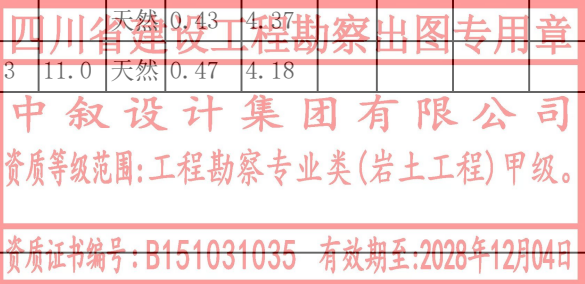 天然 0.43 4.37
四川省建设工程勘察出图专用章
3 11.0 天然 0.47 4.18
中叙设计集团有限公司
资质等级范围:工程勘察专业类(岩土工程)甲级。
资质证书编号:B151031035 有效期至:2028年12月04日